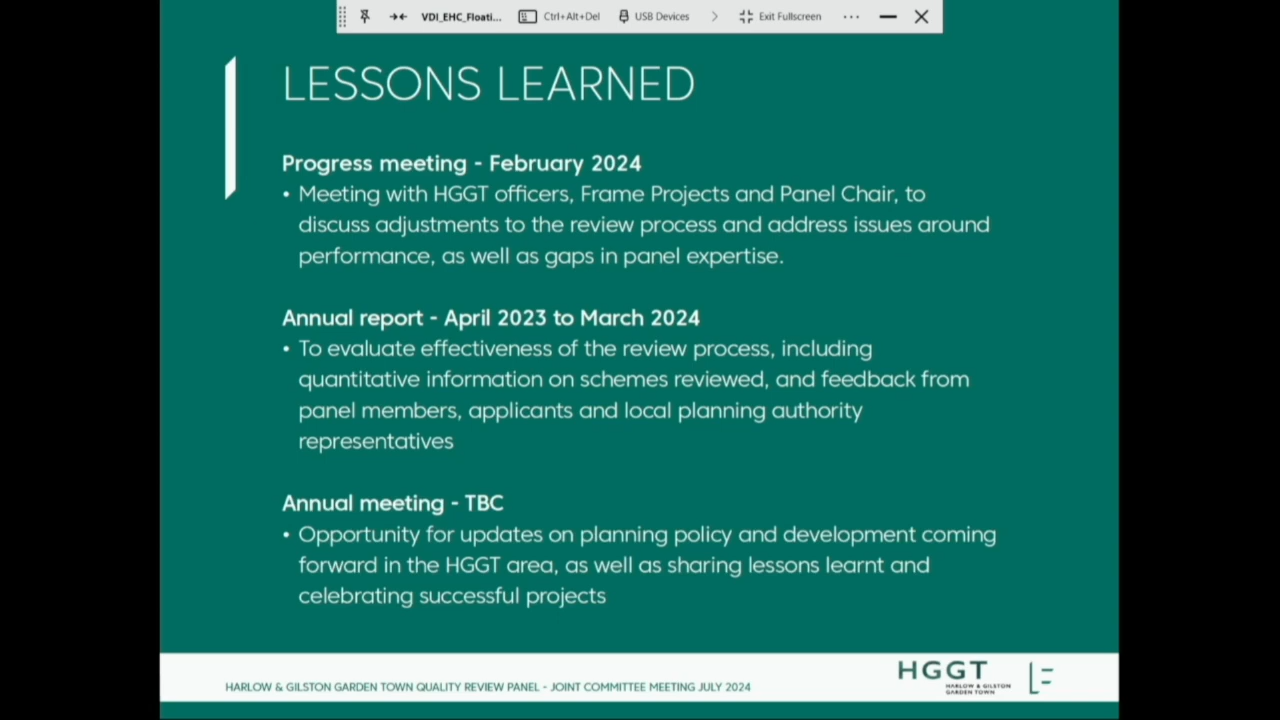 VDI_EHC_Floati... Ctrl+Alt+Del USB Devices Exit Fullscreen
LESSONS LEARNED
Progress meeting - February 2024
• Meeting with HGGT officers, Frame Projects and Panel Chair, to
discuss adjustments to the review process and address issues around
performance, as well as gaps in panel expertise.
Annual report - April 2023 to March 2024
• To evaluate effectiveness of the review process, including
quantitative information on schemes reviewed, and feedback from
panel members, applicants and local planning authority
representatives
Annual meeting - TBC
• Opportunity for updates on planning policy and development coming
forward in the HGGT area, as well as sharing lessons learnt and
celebrating successful projects
HARLOW & GILSTON GARDEN TOWN QUALITY REVIEW PANEL - JOINT COMMITTEE MEETING JULY 2024
HGGT
HARLOW & GILSTON
GARDEN TOWN